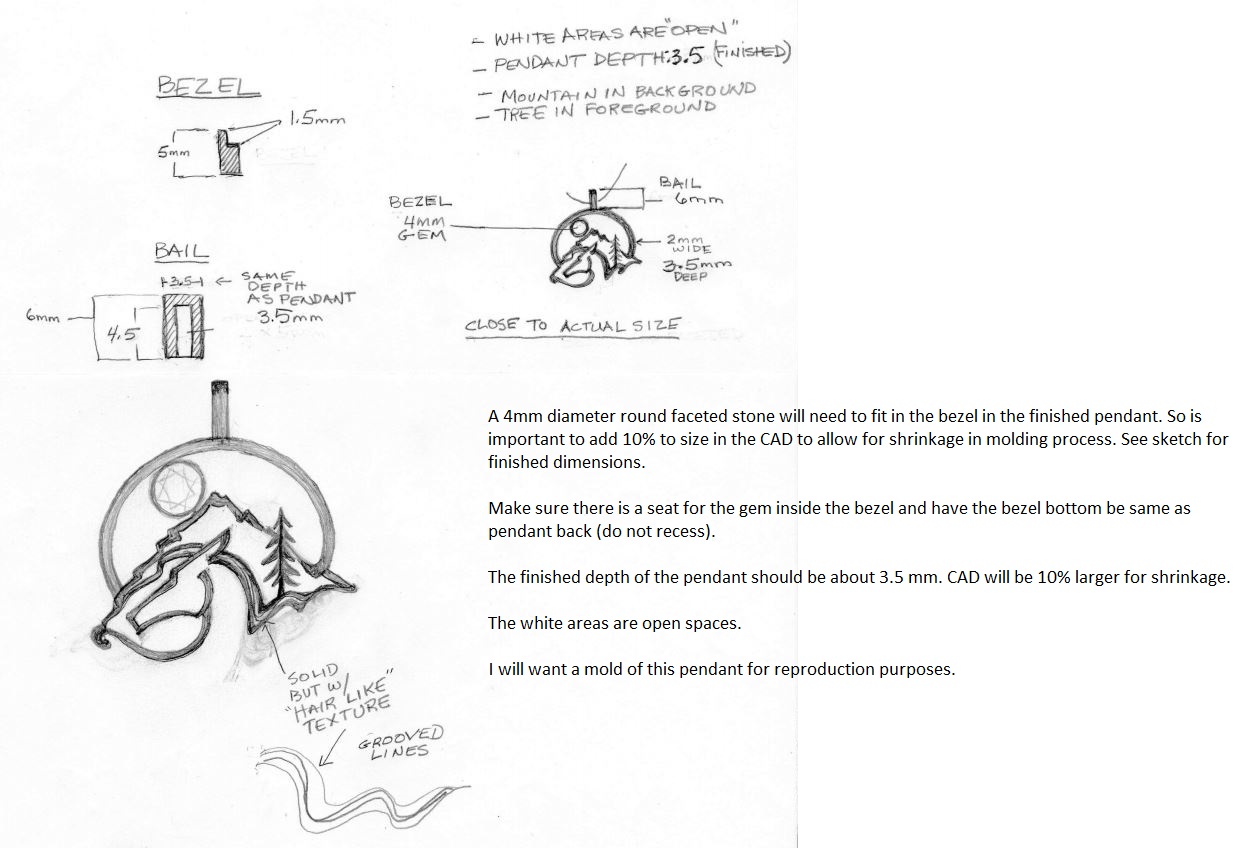 - WHITE AREAS ARE "OPEN"
- PENDANT DEPTH: 3.5 (FINISHED)
- MOUNTAIN IN BACKGROUND
- TREE IN FOREGROUND
BEZEL
1.5mm
5mm
BEZEL
4mm
GEM
BAIL
6mm
2mm
WIDE
3.5mm
DEEP
CLOSE TO ACTUAL SIZE
BAIL
3.5
SAME
DEPTH
AS PENDANT
3.5mm
6mm
4.5
A 4mm diameter round faceted stone will need to fit in the bezel in the finished pendant. So is
important to add 10% to size in the CAD to allow for shrinkage in molding process. See sketch for
finished dimensions.
Make sure there is a seat for the gem inside the bezel and have the bezel bottom be same as
pendant back (do not recess).
The finished depth of the pendant should be about 3.5 mm. CAD will be 10% larger for shrinkage.
The white areas are open spaces.
I will want a mold of this pendant for reproduction purposes.
SOLID
BUT W/
"HAIR LIKE"
TEXTURE
GROOVED
LINES